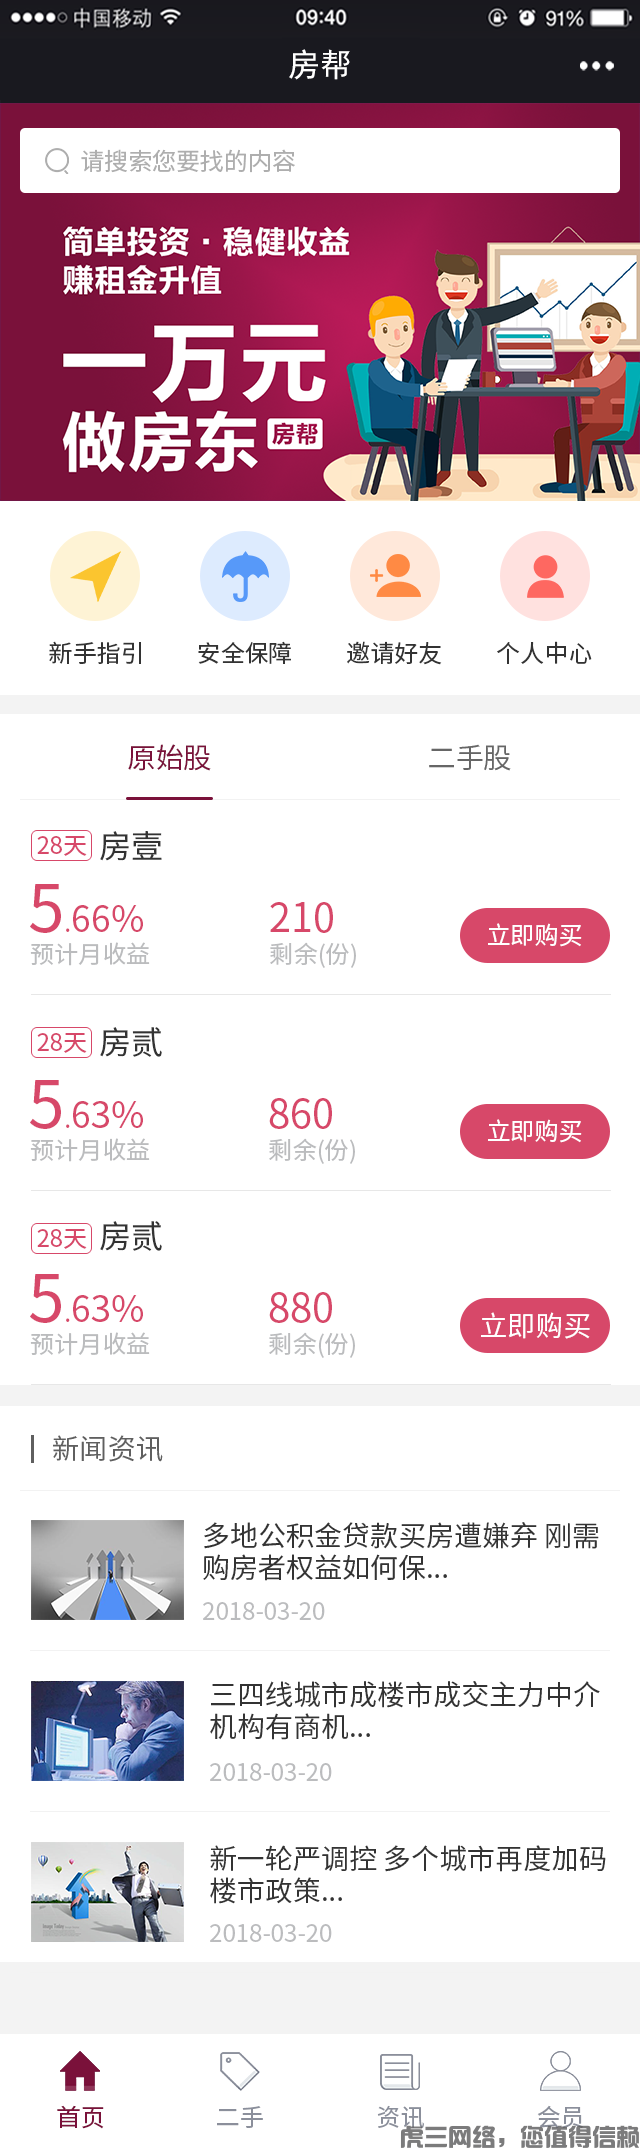 中国移动 09:40 91%
房帮
请搜索您要找的内容
简单投资·稳健收益
赚租金升值
一万元
做房东 房帮
新手指引 安全保障 邀请好友 个人中心
原始股 二手股
28天 房壹
5.66% 210
预计月收益 剩余(份) 立即购买
28天 房贰
5.63% 860
预计月收益 剩余(份) 立即购买
28天 房贰
5.63% 880
预计月收益 剩余(份) 立即购买
新闻资讯
多地公积金贷款买房遭嫌弃 刚需
购房者权益如何保...
2018-03-20
三四线城市成楼市成交主力中介
机构有商机...
2018-03-20
新一轮严调控 多个城市再度加码
楼市政策...
2018-03-20
首页 二手 资讯 会员
虎三网络，您值得信赖